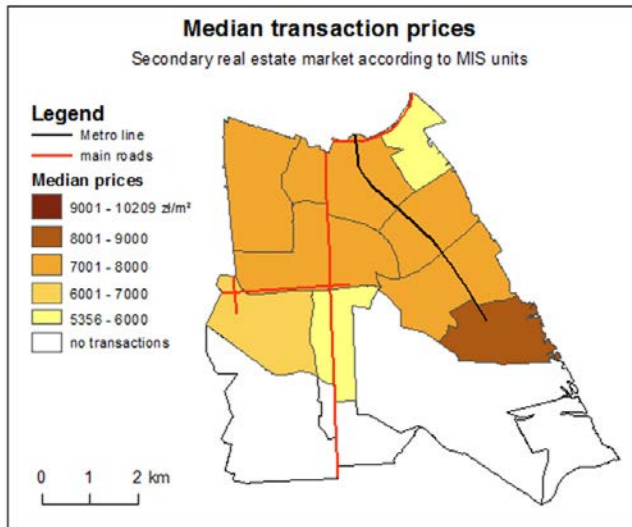 Median transaction prices
Secondary real estate market according to MIS units
Legend
Metro line
main roads
Median prices
9001 - 10209 zł/m²
8001 - 9000
7001 - 8000
6001 - 7000
5356 - 6000
no transactions
0 1 2 km